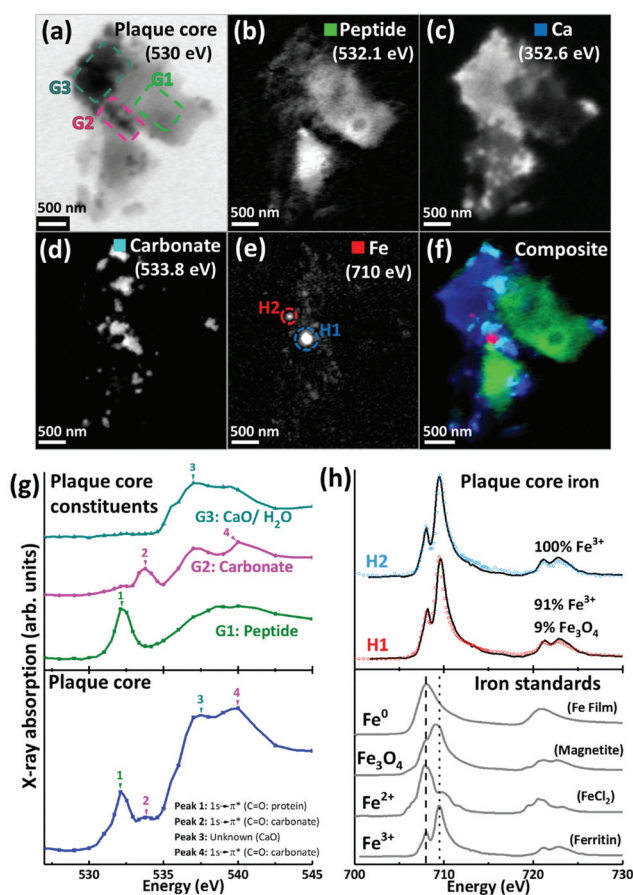 (a) Plaque core
(530 eV)
G3
G1
G2
500 nm
(b) Peptide
(532.1 eV)
500 nm
(c) Ca
(352.6 eV)
500 nm
(d) Carbonate
(533.8 eV)
500 nm
(e) Fe
(710 eV)
H2
H1
500 nm
(f) Composite
500 nm
(g) Plaque core
constituents
3
G3: CaO/ H₂O
2
4
G2: Carbonate
1
G1: Peptide
X-ray absorption (arb. units)
Plaque core
1
2
3
4
Peak 1: 1s→π* (C=O: protein)
Peak 2: 1s→π* (C=O: carbonate)
Peak 3: Unknown (CaO)
Peak 4: 1s→π* (C=O: carbonate)
530 535 540 545
Energy (eV)
(h) Plaque core iron
H2
100% Fe³⁺
H1
91% Fe³⁺
9% Fe₃O₄
Iron standards
Fe⁰ (Fe Film)
Fe₃O₄ (Magnetite)
Fe²⁺ (FeCl₂)
Fe³⁺ (Ferritin)
700 710 720 730
Energy (eV)